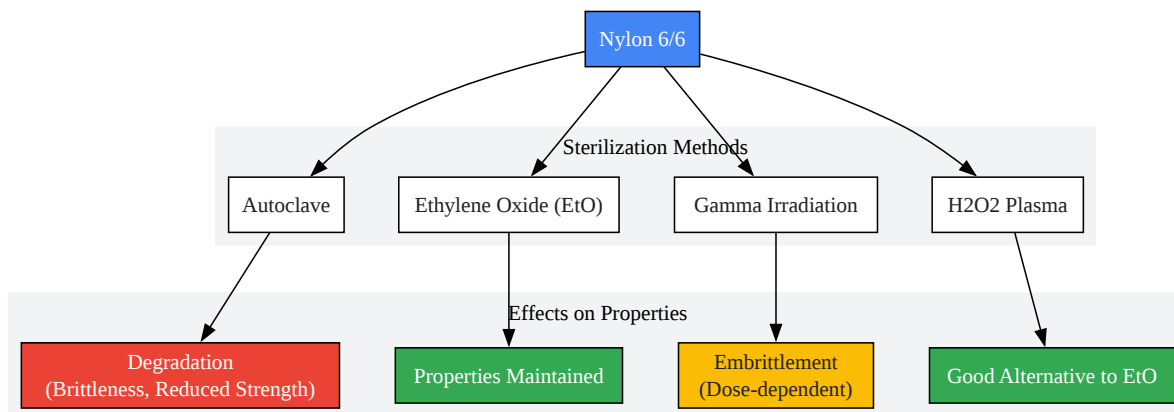 Nylon 6/6
Sterilization Methods
Autoclave
Ethylene Oxide (EtO)
Gamma Irradiation
H2O2 Plasma
Effects on Properties
Degradation
(Brittleness, Reduced Strength)
Properties Maintained
Embrittlement
(Dose-dependent)
Good Alternative to EtO